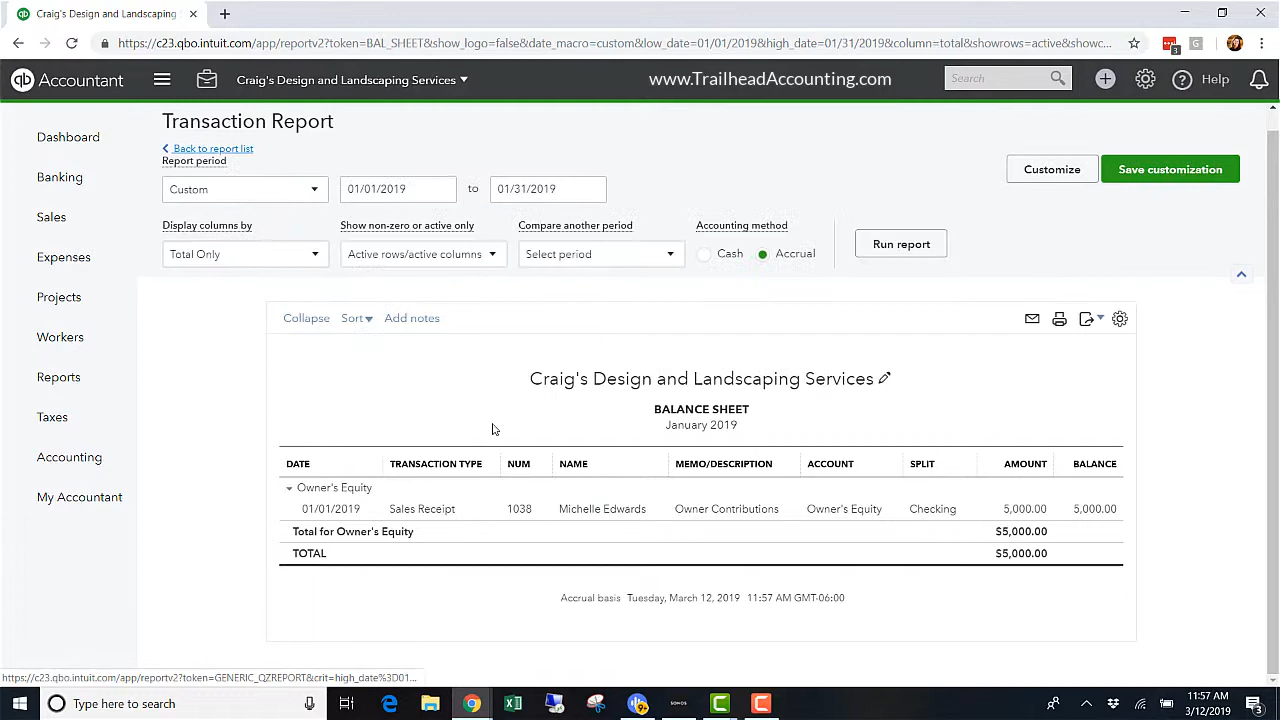 Craig's Design and Landscaping
https://c23.qbo.intuit.com/app/reportv2?token=BAL_SHEET&show_logo=false&date_macro=custom&low_date=01/01/2019&high_date=01/31/2019&column=total&showrows=active&showc...
3
G
qb Accountant
Craig's Design and Landscaping Services
www.TrailheadAccounting.com
Search
Help
Dashboard
Banking
Sales
Expenses
Projects
Workers
Reports
Taxes
Accounting
My Accountant
Transaction Report
Back to report list
Report period
Custom 01/01/2019 to 01/31/2019
Customize Save customization
Display columns by Show non-zero or active only Compare another period Accounting method
Total Only Active rows/active columns Select period Cash Accrual Run report
Collapse Sort Add notes
Craig's Design and Landscaping Services
BALANCE SHEET
January 2019
DATE TRANSACTION TYPE NUM NAME MEMO/DESCRIPTION ACCOUNT SPLIT AMOUNT BALANCE
Owner's Equity
01/01/2019 Sales Receipt 1038 Michelle Edwards Owner Contributions Owner's Equity Checking 5,000.00 5,000.00
Total for Owner's Equity $5,000.00
TOTAL $5,000.00
Accrual basis Tuesday, March 12, 2019 11:57 AM GMT-06:00
https://c23.qbo.intuit.com/app/reportv2?token=GENERIC_QZREPORT&crit=high_date%3D01...
Type here to search
SONOS
11:57 AM
3/12/2019
3